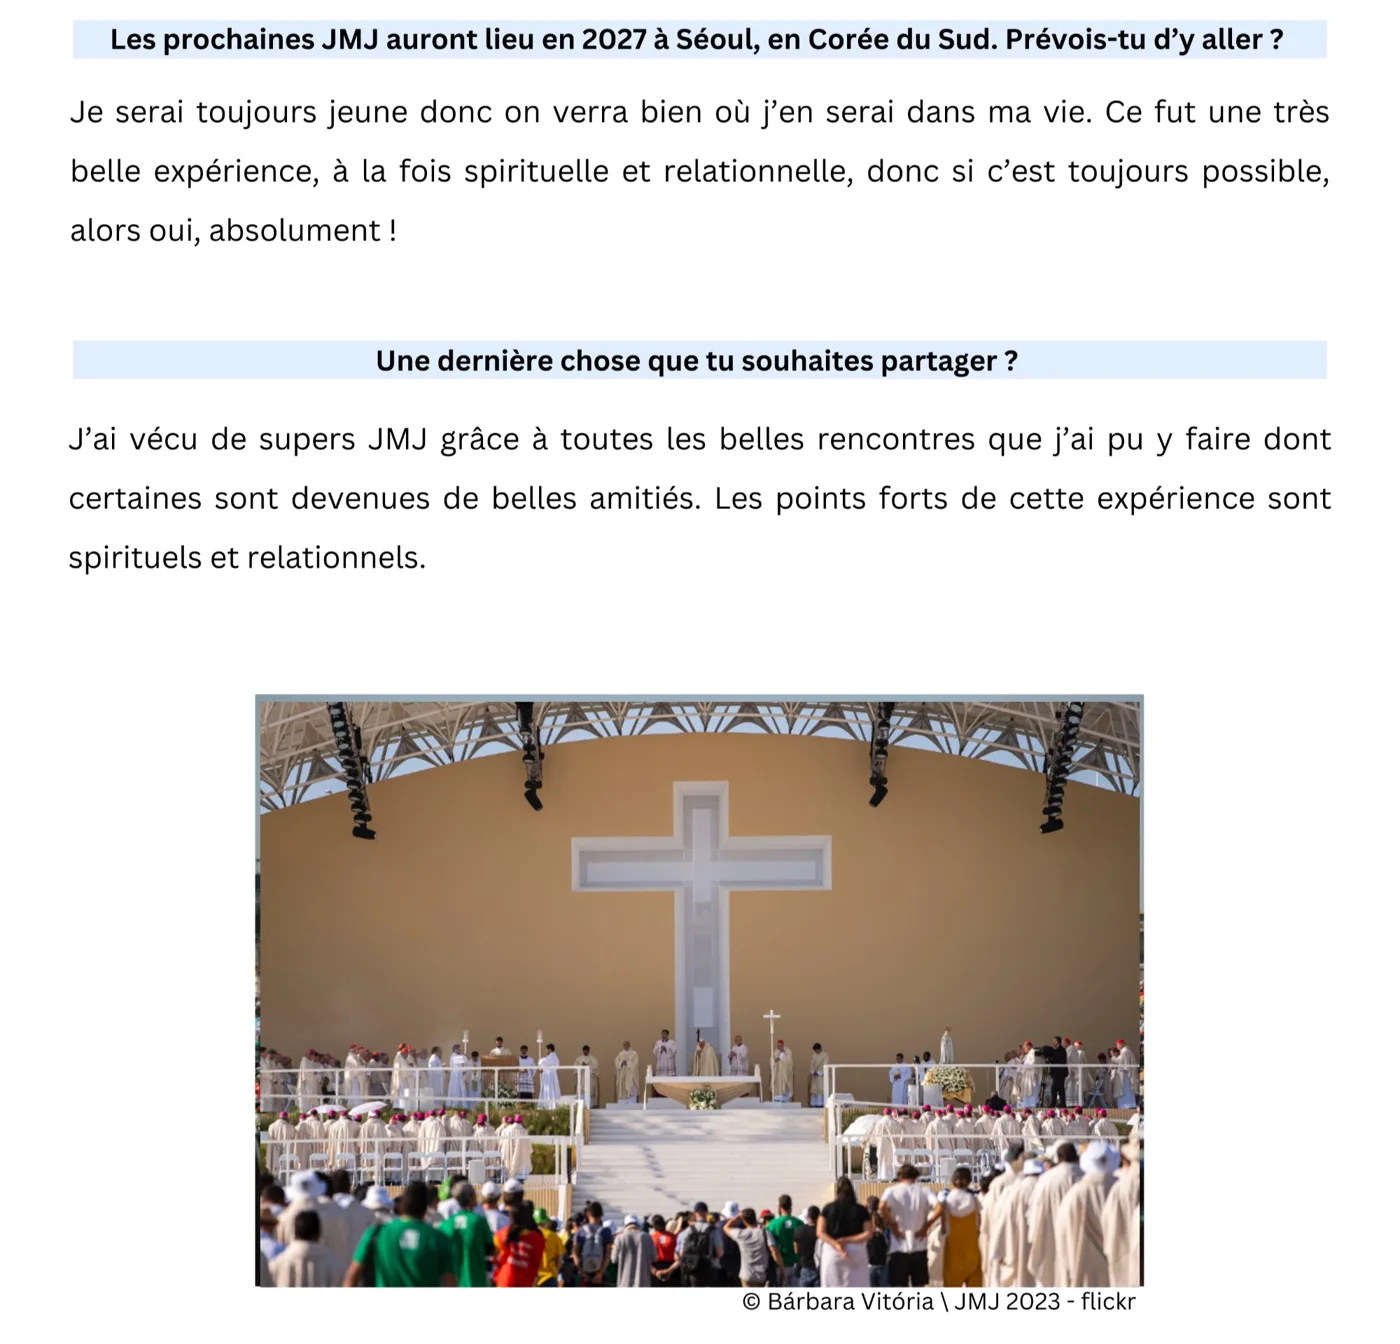 Les prochaines JMJ auront lieu en 2027 à Séoul, en Corée du Sud. Prévois-tu d’y aller ?
Je serai toujours jeune donc on verra bien où j’en serai dans ma vie. Ce fut une très
belle expérience, à la fois spirituelle et relationnelle, donc si c’est toujours possible,
alors oui, absolument !
Une dernière chose que tu souhaites partager ?
J’ai vécu de supers JMJ grâce à toutes les belles rencontres que j’ai pu y faire dont
certaines sont devenues de belles amitiés. Les points forts de cette expérience sont
spirituels et relationnels.
© Bárbara Vitória \ JMJ 2023 - flickr